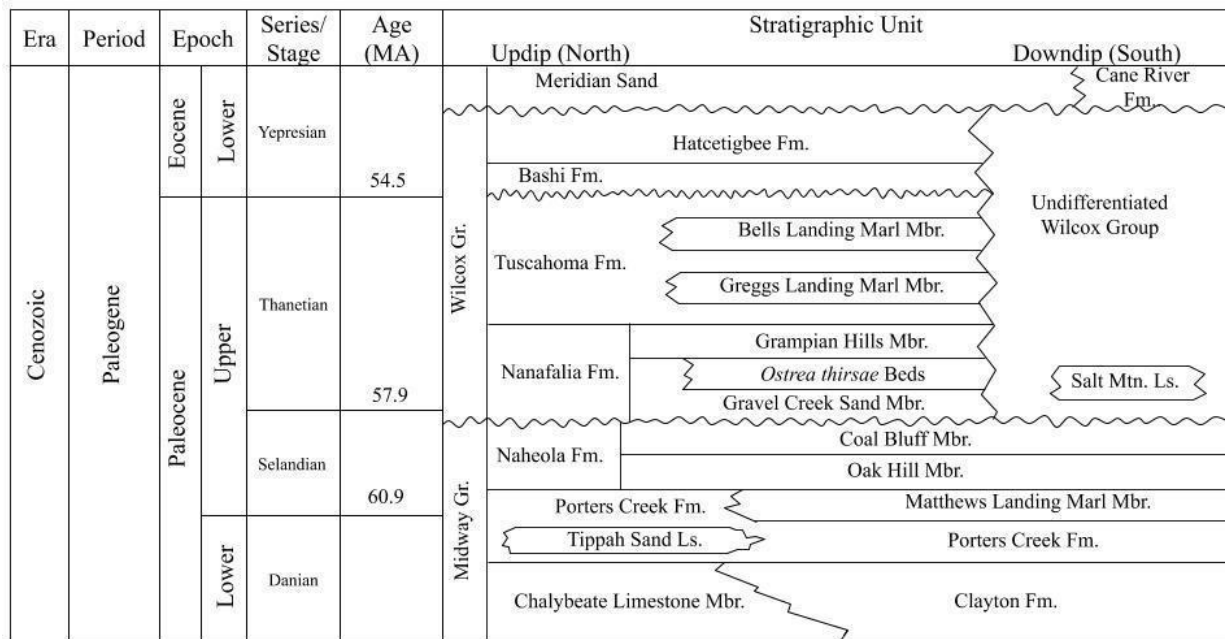 Era
Period
Epoch
Series/
Stage
Age
(MA)
Stratigraphic Unit
Updip (North)
Downdip (South)
Cenozoic
Paleogene
Eocene
Lower
Yepresian
54.5
Paleocene
Upper
Thanetian
57.9
Selandian
60.9
Lower
Danian
Wilcox Gr.
Midway Gr.
Meridian Sand
Cane River
Fm.
Hatcetigbee Fm.
Bashi Fm.
Undifferentiated
Wilcox Group
Bells Landing Marl Mbr.
Tuscahoma Fm.
Greggs Landing Marl Mbr.
Grampian Hills Mbr.
Nanafalia Fm.
Ostrea thirsae Beds
Salt Mtn. Ls.
Gravel Creek Sand Mbr.
Coal Bluff Mbr.
Naheola Fm.
Oak Hill Mbr.
Porters Creek Fm.
Matthews Landing Marl Mbr.
Tippah Sand Ls.
Porters Creek Fm.
Chalybeate Limestone Mbr.
Clayton Fm.